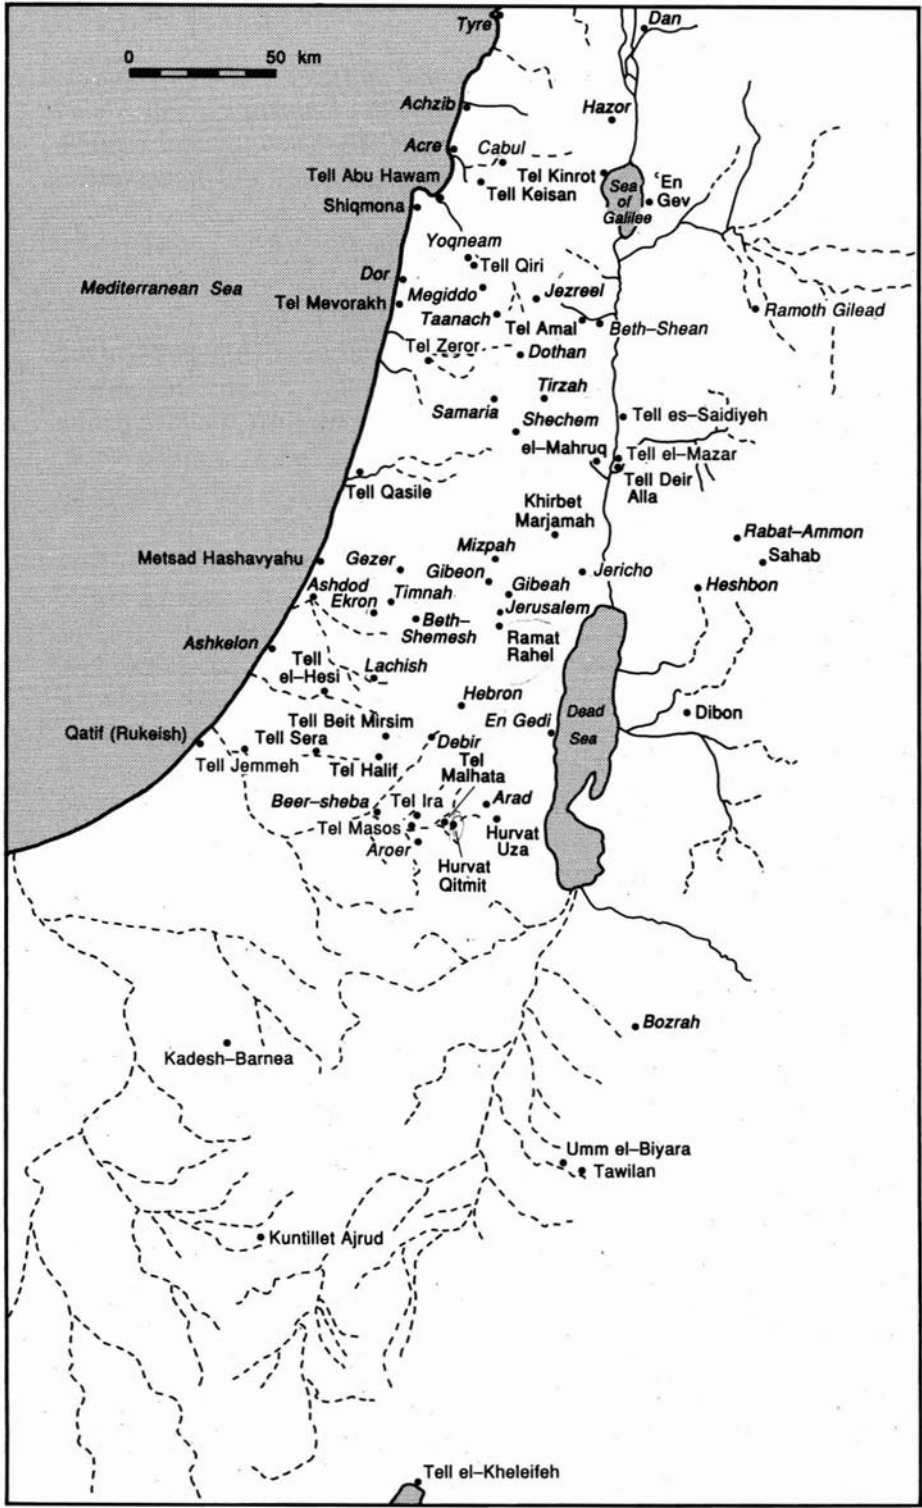 Tyre
Dan
0 50 km
Achzib
Hazor
Acre
Cabul
Tell Abu Hawam
Tel Kinrot
Tell Keisan
Sea
of
Galilee
ʿEn
Gev
Shiqmona
Yoqneam
Tell Qiri
Dor
Mediterranean Sea
Megiddo
Jezreel
Tel Mevorakh
Taanach
Ramoth Gilead
Tel Amal
Beth–Shean
Tel Zeror
Dothan
Tirzah
Samaria
Shechem
Tell es–Saidiyeh
el–Mahruq
Tell el–Mazar
Tell Deir
Alla
Tell Qasile
Khirbet
Marjamah
Rabat–Ammon
Mizpah
Metsad Hashavyahu
Gezer
Sahab
Gibeon
Jericho
Ashdod
Gibeah
Heshbon
Ekron
Timnah
Jerusalem
Beth–
Shemesh
Ramat
Rahel
Ashkelon
Tell
el–Hesi
Lachish
Hebron
Dead
Sea
Dibon
En Gedi
Tell Beit Mirsim
Qatif (Rukeish)
Tell Sera
Debir
Tell Jemmeh
Tel Halif
Tel
Malhata
Beer–sheba
Tel Ira
Arad
Tel Masos
Hurvat
Uza
Aroer
Hurvat
Qitmit
Bozrah
Kadesh–Barnea
Umm el–Biyara
Tawilan
Kuntillet Ajrud
Tell el–Kheleifeh